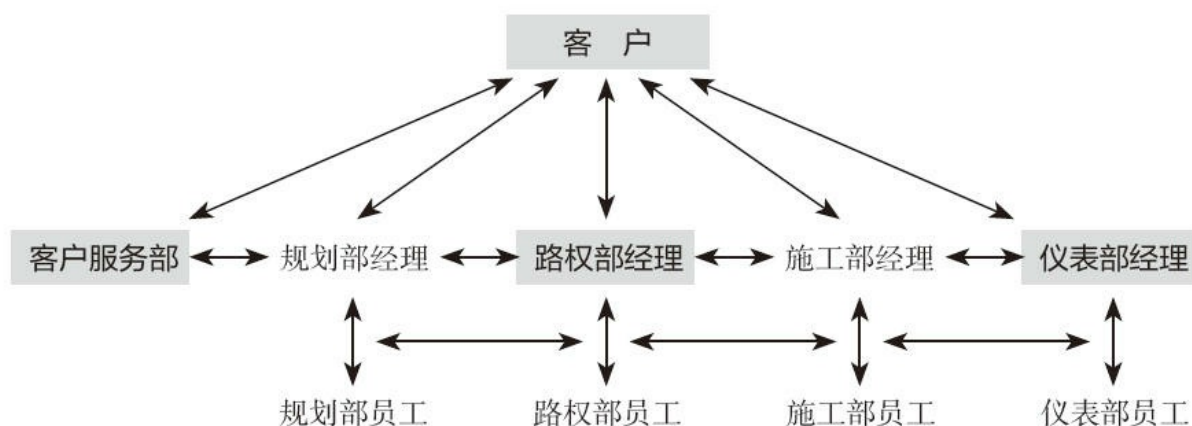 客 户
客户服务部 规划部经理 路权部经理 施工部经理 仪表部经理
规划部员工 路权部员工 施工部员工 仪表部员工